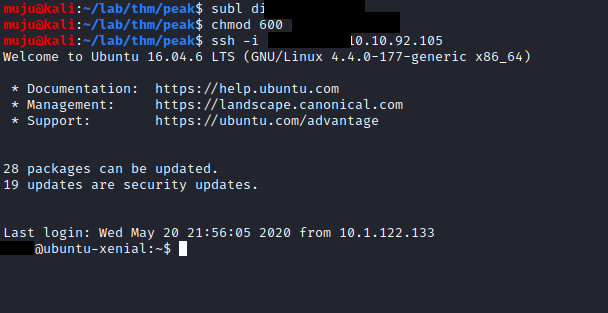 muju@kali:~/lab/thm/peak$ subl di
muju@kali:~/lab/thm/peak$ chmod 600
muju@kali:~/lab/thm/peak$ ssh -i 10.10.92.105
Welcome to Ubuntu 16.04.6 LTS (GNU/Linux 4.4.0-177-generic x86_64)
* Documentation: https://help.ubuntu.com
* Management: https://landscape.canonical.com
* Support: https://ubuntu.com/advantage
28 packages can be updated.
19 updates are security updates.
Last login: Wed May 20 21:56:05 2020 from 10.1.122.133
@ubuntu-xenial:~$